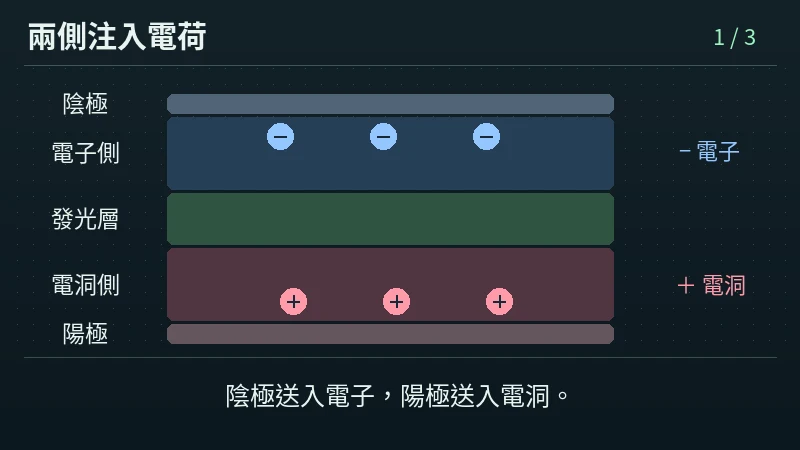 兩側注入電荷
1 / 3
陰極
電子側
− 電子
發光層
電洞側
＋ 電洞
陽極
陰極送入電子，陽極送入電洞。